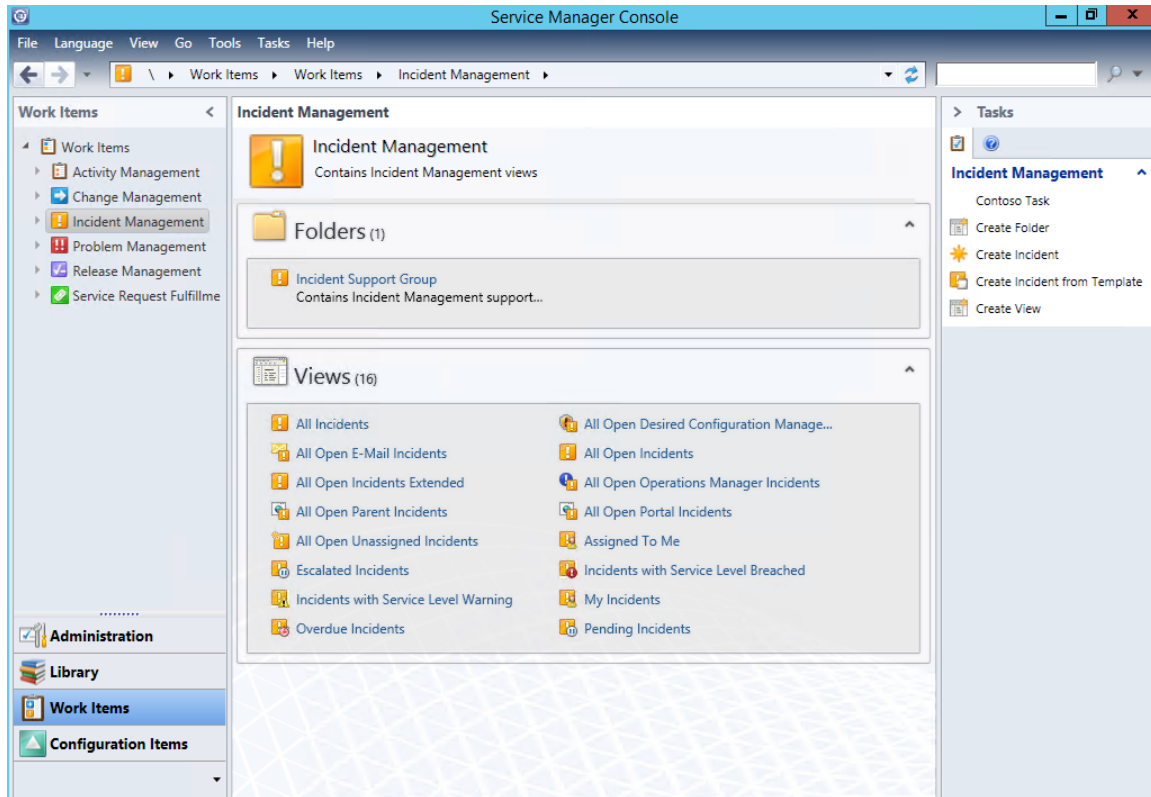 Service Manager Console
File Language View Go Tools Tasks Help
\ Work Items Work Items Incident Management
Work Items
Work Items
Activity Management
Change Management
Incident Management
Problem Management
Release Management
Service Request Fulfillme
Administration
Library
Work Items
Configuration Items
Incident Management
Incident Management
Contains Incident Management views
Folders (1)
Incident Support Group
Contains Incident Management support...
Views (16)
All Incidents All Open Desired Configuration Manage...
All Open E-Mail Incidents All Open Incidents
All Open Incidents Extended All Open Operations Manager Incidents
All Open Parent Incidents All Open Portal Incidents
All Open Unassigned Incidents Assigned To Me
Escalated Incidents Incidents with Service Level Breached
Incidents with Service Level Warning My Incidents
Overdue Incidents Pending Incidents
Tasks
Incident Management
Contoso Task
Create Folder
Create Incident
Create Incident from Template
Create View